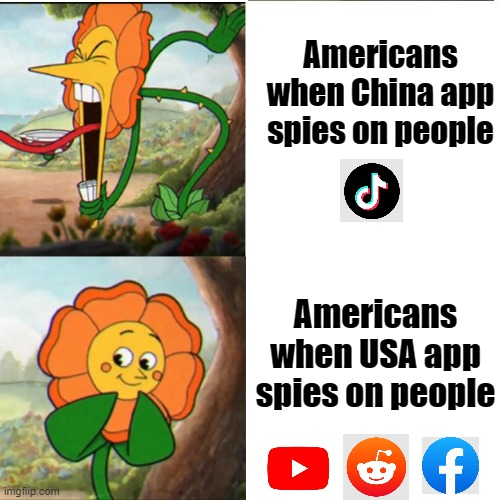 Americans
when China app
spies on people
Americans
when USA app
spies on people
imgflip.com